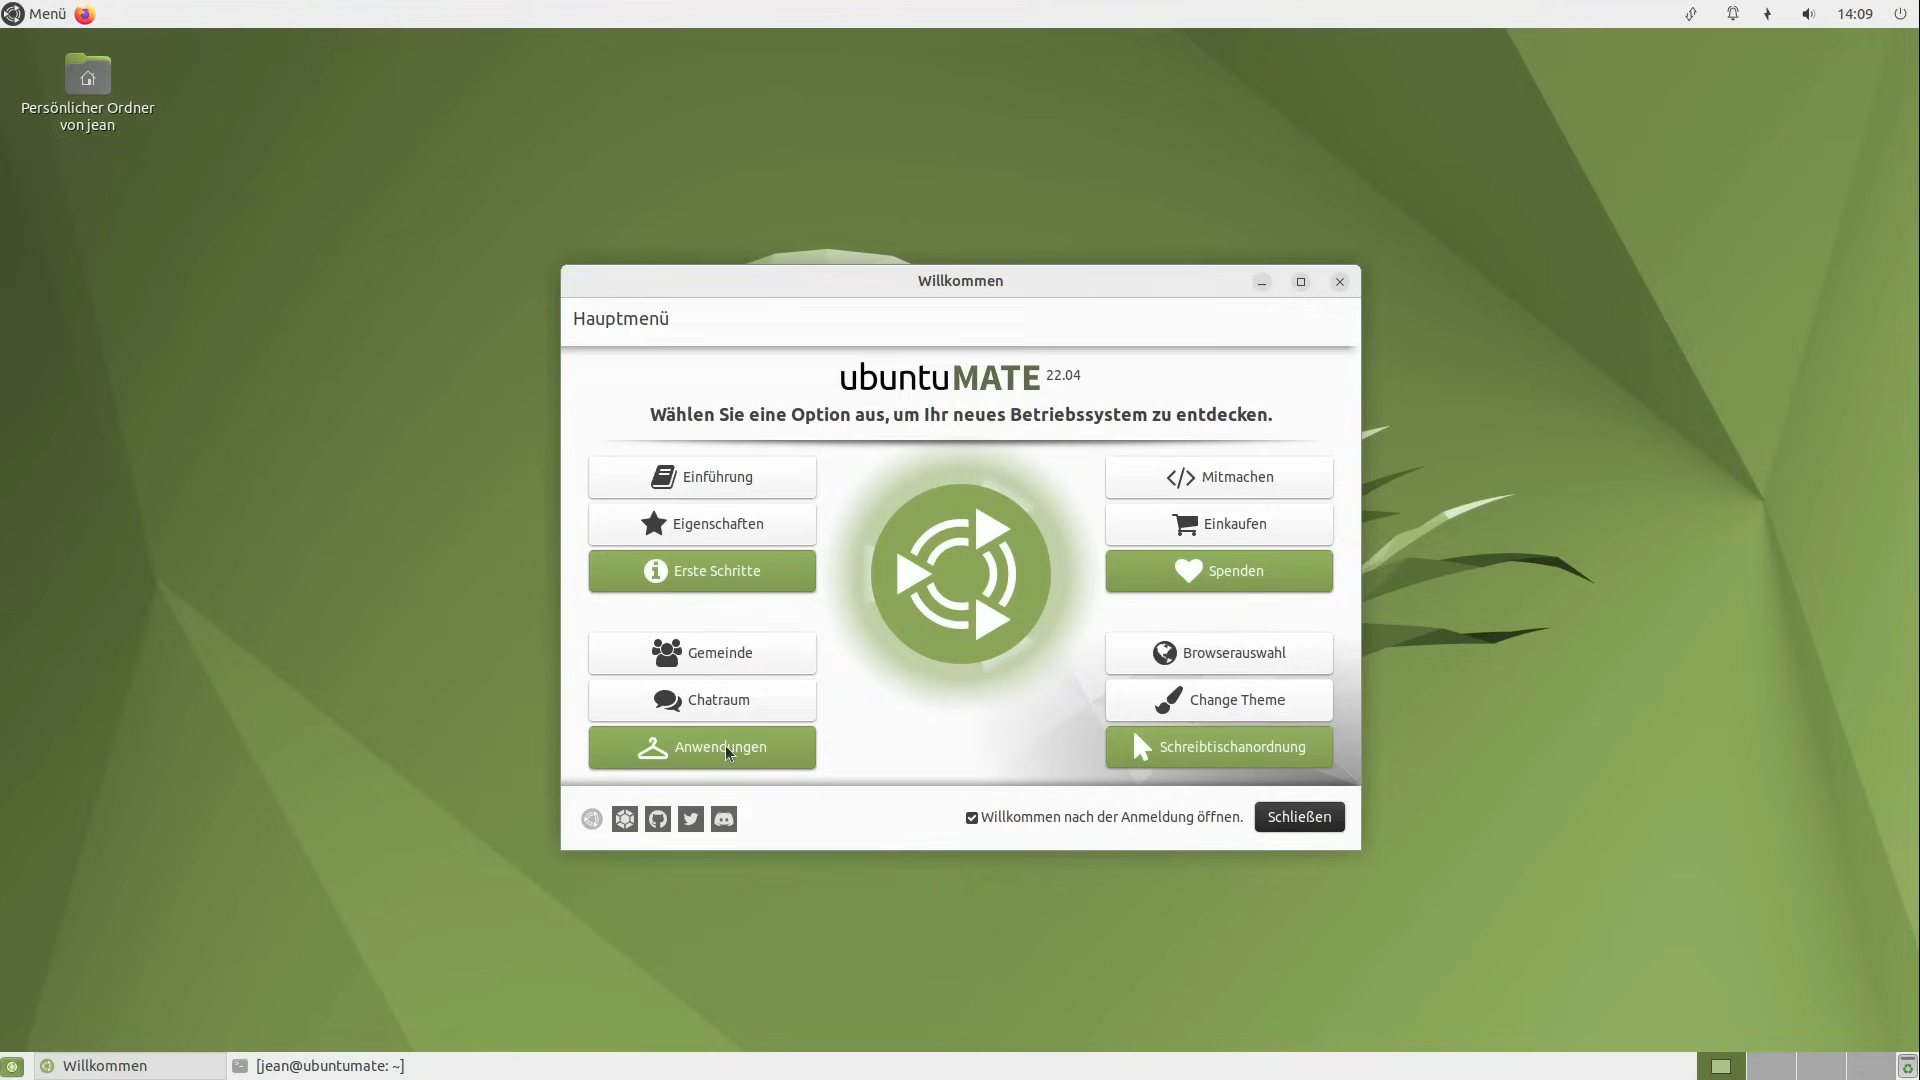 Menü
14:09
Persönlicher Ordner
von jean
Willkommen
Hauptmenü
ubuntuMATE 22.04
Wählen Sie eine Option aus, um Ihr neues Betriebssystem zu entdecken.
Einführung
Eigenschaften
Erste Schritte
Gemeinde
Chatraum
Anwendungen
Mitmachen
Einkaufen
Spenden
Browserauswahl
Change Theme
Schreibtischanordnung
Willkommen nach der Anmeldung öffnen.
Schließen
Willkommen
[jean@ubuntumate: ~]